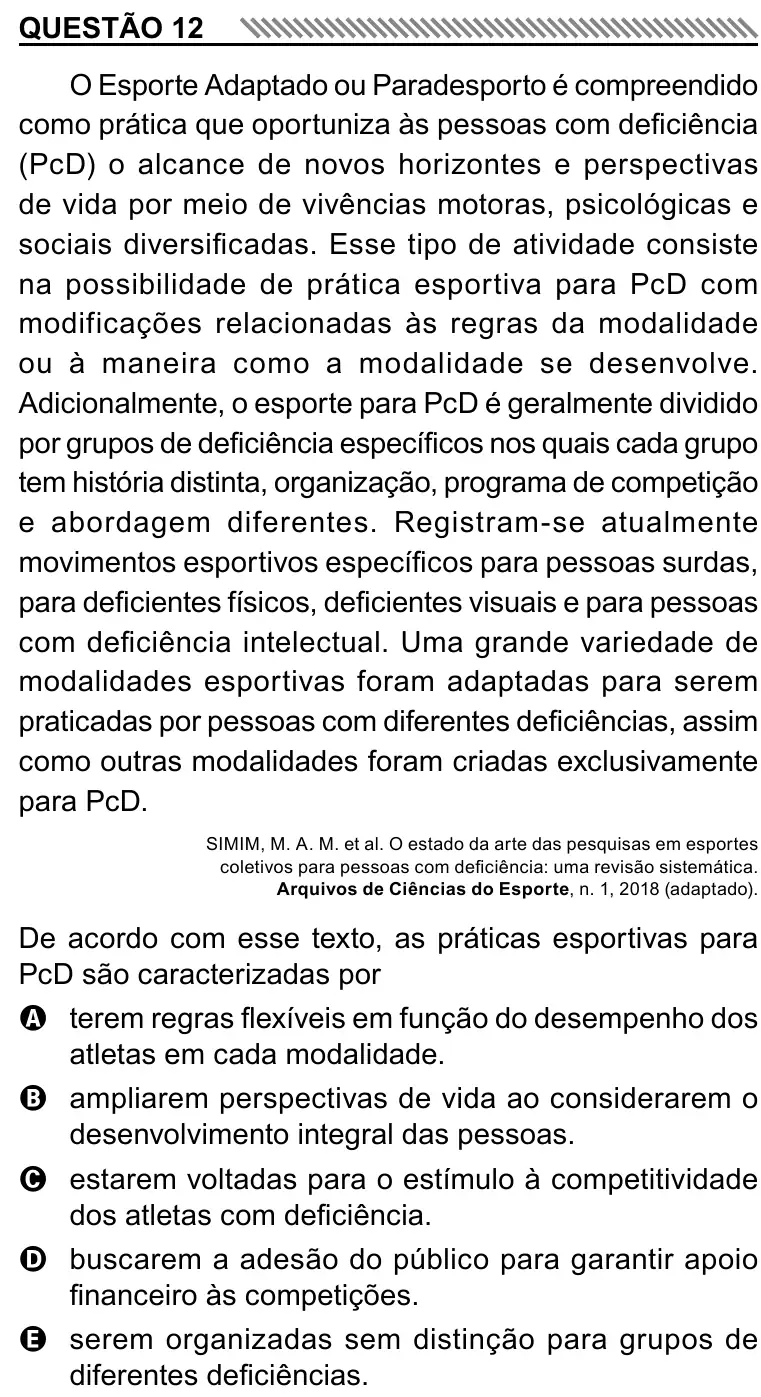 QUESTÃO 12
O Esporte Adaptado ou Paradesporto é compreendido
como prática que oportuniza às pessoas com deficiência
(PcD) o alcance de novos horizontes e perspectivas
de vida por meio de vivências motoras, psicológicas e
sociais diversificadas. Esse tipo de atividade consiste
na possibilidade de prática esportiva para PcD com
modificações relacionadas às regras da modalidade
ou à maneira como a modalidade se desenvolve.
Adicionalmente, o esporte para PcD é geralmente dividido
por grupos de deficiência específicos nos quais cada grupo
tem história distinta, organização, programa de competição
e abordagem diferentes. Registram-se atualmente
movimentos esportivos específicos para pessoas surdas,
para deficientes físicos, deficientes visuais e para pessoas
com deficiência intelectual. Uma grande variedade de
modalidades esportivas foram adaptadas para serem
praticadas por pessoas com diferentes deficiências, assim
como outras modalidades foram criadas exclusivamente
para PcD.
SIMIM, M. A. M. et al. O estado da arte das pesquisas em esportes
coletivos para pessoas com deficiência: uma revisão sistemática.
Arquivos de Ciências do Esporte, n. 1, 2018 (adaptado).
De acordo com esse texto, as práticas esportivas para
PcD são caracterizadas por
A terem regras flexíveis em função do desempenho dos
atletas em cada modalidade.
B ampliarem perspectivas de vida ao considerarem o
desenvolvimento integral das pessoas.
C estarem voltadas para o estímulo à competitividade
dos atletas com deficiência.
D buscarem a adesão do público para garantir apoio
financeiro às competições.
E serem organizadas sem distinção para grupos de
diferentes deficiências.